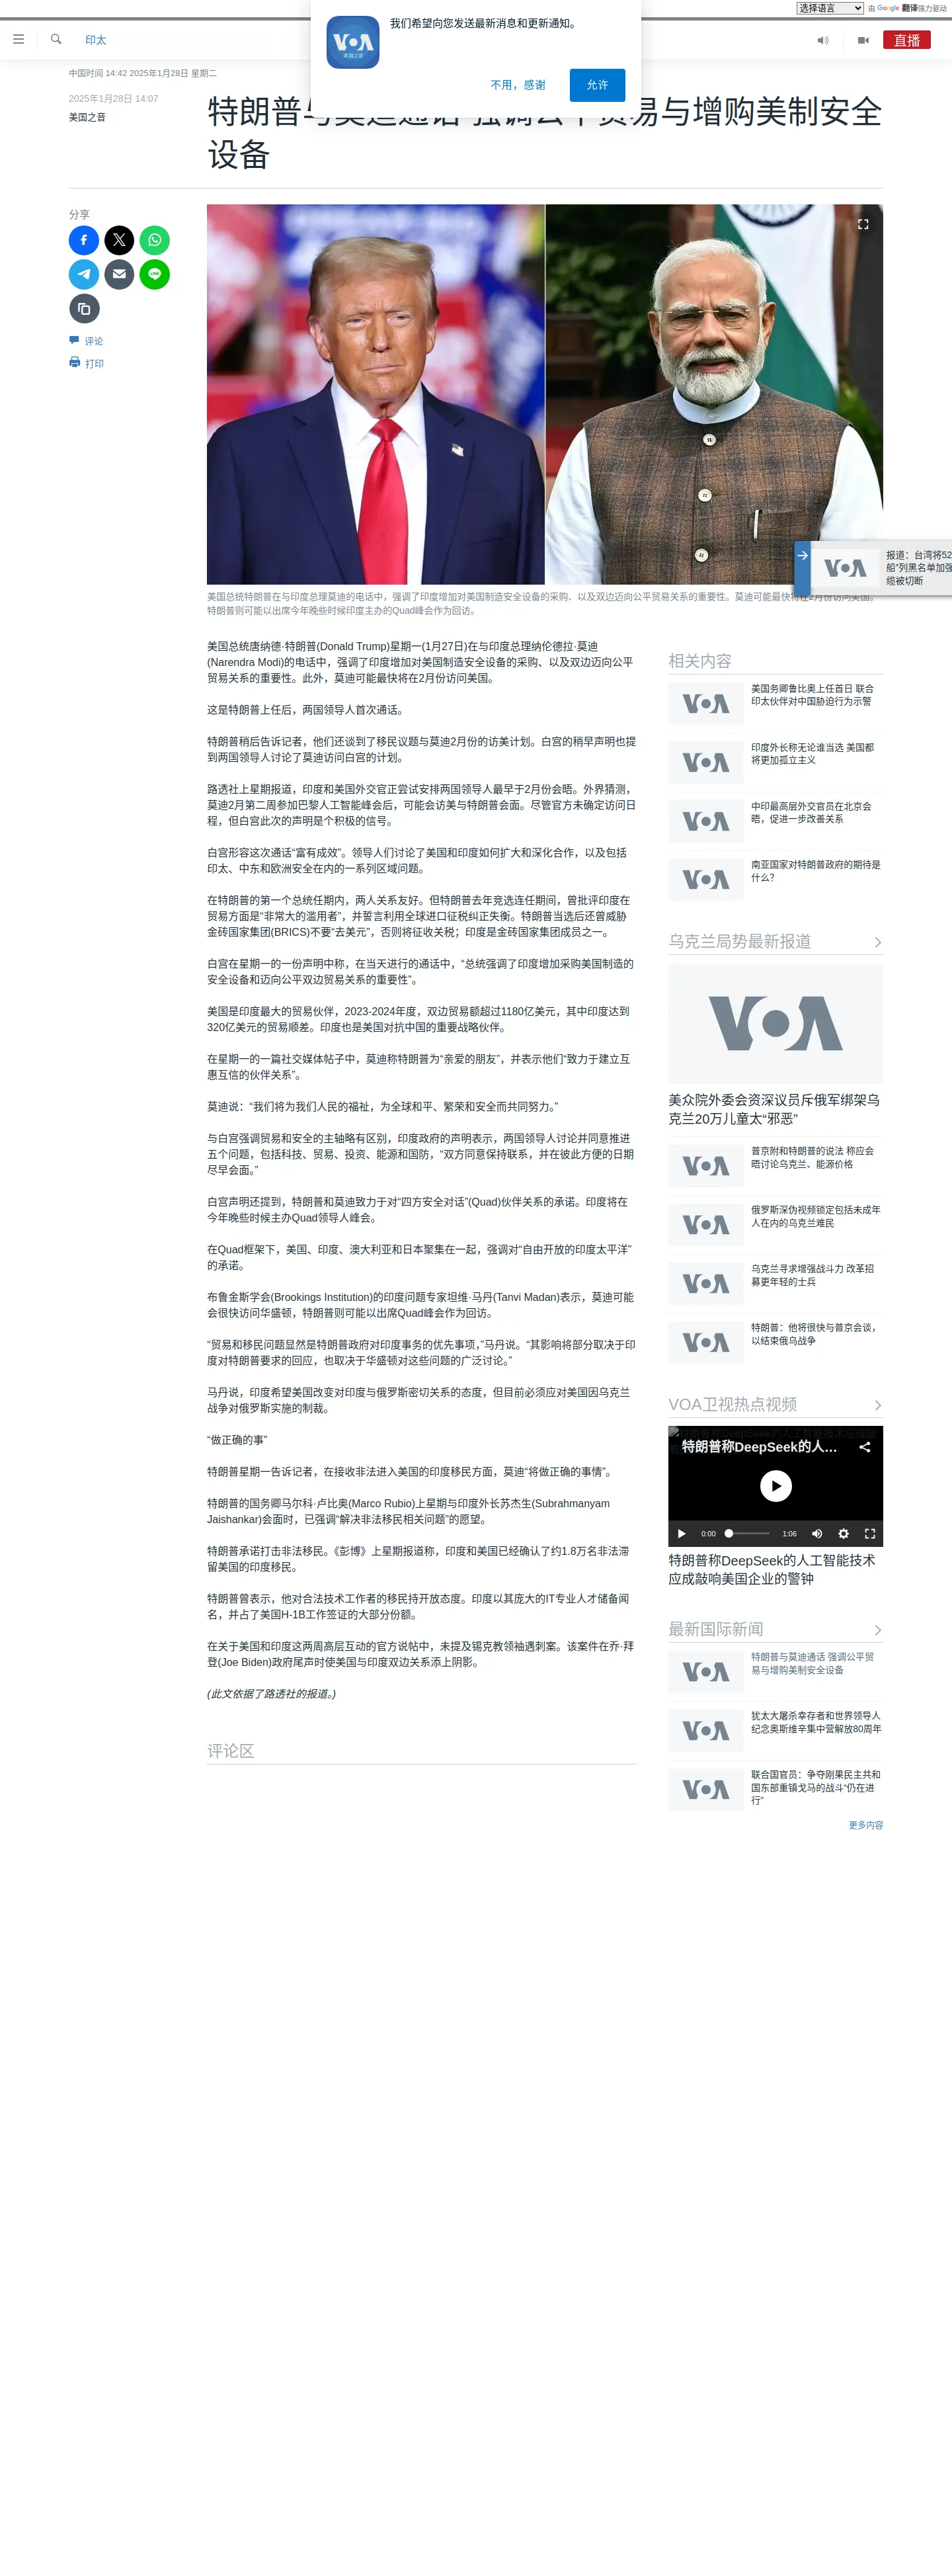 选择语言
由 Google 翻译强力驱动
印太
直播
我们希望向您发送最新消息和更新通知。
VOA
美国之音
不用，感谢
允许
中国时间 14:42 2025年1月28日 星期二
2025年1月28日 14:07
美国之音
特朗普与莫迪通话 强调公平贸易与增购美制安全
设备
分享
LINE
评论
打印
美国总统特朗普在与印度总理莫迪的电话中，强调了印度增加对美国制造安全设备的采购、以及双边迈向公平贸易关系的重要性。莫迪可能最快将在2月份访问美国。
特朗普则可能以出席今年晚些时候印度主办的Quad峰会作为回访。
VOA
报道：台湾将52
船”列黑名单加强
缆被切断
美国总统唐纳德·特朗普(Donald Trump)星期一(1月27日)在与印度总理纳伦德拉·莫迪
(Narendra Modi)的电话中，强调了印度增加对美国制造安全设备的采购、以及双边迈向公平
贸易关系的重要性。此外，莫迪可能最快将在2月份访问美国。
这是特朗普上任后，两国领导人首次通话。
特朗普稍后告诉记者，他们还谈到了移民议题与莫迪2月份的访美计划。白宫的稍早声明也提
到两国领导人讨论了莫迪访问白宫的计划。
路透社上星期报道，印度和美国外交官正尝试安排两国领导人最早于2月份会晤。外界猜测，
莫迪2月第二周参加巴黎人工智能峰会后，可能会访美与特朗普会面。尽管官方未确定访问日
程，但白宫此次的声明是个积极的信号。
白宫形容这次通话“富有成效”。领导人们讨论了美国和印度如何扩大和深化合作，以及包括
印太、中东和欧洲安全在内的一系列区域问题。
在特朗普的第一个总统任期内，两人关系友好。但特朗普去年竞选连任期间，曾批评印度在
贸易方面是“非常大的滥用者”，并誓言利用全球进口征税纠正失衡。特朗普当选后还曾威胁
金砖国家集团(BRICS)不要“去美元”，否则将征收关税；印度是金砖国家集团成员之一。
白宫在星期一的一份声明中称，在当天进行的通话中，“总统强调了印度增加采购美国制造的
安全设备和迈向公平双边贸易关系的重要性”。
美国是印度最大的贸易伙伴，2023-2024年度，双边贸易额超过1180亿美元，其中印度达到
320亿美元的贸易顺差。印度也是美国对抗中国的重要战略伙伴。
在星期一的一篇社交媒体帖子中，莫迪称特朗普为“亲爱的朋友”，并表示他们“致力于建立互
惠互信的伙伴关系”。
莫迪说：“我们将为我们人民的福祉，为全球和平、繁荣和安全而共同努力。”
与白宫强调贸易和安全的主轴略有区别，印度政府的声明表示，两国领导人讨论并同意推进
五个问题，包括科技、贸易、投资、能源和国防，“双方同意保持联系，并在彼此方便的日期
尽早会面。”
白宫声明还提到，特朗普和莫迪致力于对“四方安全对话”(Quad)伙伴关系的承诺。印度将在
今年晚些时候主办Quad领导人峰会。
在Quad框架下，美国、印度、澳大利亚和日本聚集在一起，强调对“自由开放的印度太平洋”
的承诺。
布鲁金斯学会(Brookings Institution)的印度问题专家坦维·马丹(Tanvi Madan)表示，莫迪可能
会很快访问华盛顿，特朗普则可能以出席Quad峰会作为回访。
“贸易和移民问题显然是特朗普政府对印度事务的优先事项，”马丹说。“其影响将部分取决于印
度对特朗普要求的回应，也取决于华盛顿对这些问题的广泛讨论。”
马丹说，印度希望美国改变对印度与俄罗斯密切关系的态度，但目前必须应对美国因乌克兰
战争对俄罗斯实施的制裁。
“做正确的事”
特朗普星期一告诉记者，在接收非法进入美国的印度移民方面，莫迪“将做正确的事情”。
特朗普的国务卿马尔科·卢比奥(Marco Rubio)上星期与印度外长苏杰生(Subrahmanyam
Jaishankar)会面时，已强调“解决非法移民相关问题”的愿望。
特朗普承诺打击非法移民。《彭博》上星期报道称，印度和美国已经确认了约1.8万名非法滞
留美国的印度移民。
特朗普曾表示，他对合法技术工作者的移民持开放态度。印度以其庞大的IT专业人才储备闻
名，并占了美国H-1B工作签证的大部分份额。
在关于美国和印度这两周高层互动的官方说帖中，未提及锡克教领袖遇刺案。该案件在乔·拜
登(Joe Biden)政府尾声时使美国与印度双边关系添上阴影。
(此文依据了路透社的报道。)
评论区
相关内容
VOA
美国务卿鲁比奥上任首日 联合
印太伙伴对中国胁迫行为示警
VOA
印度外长称无论谁当选 美国都
将更加孤立主义
VOA
中印最高层外交官员在北京会
晤，促进一步改善关系
VOA
南亚国家对特朗普政府的期待是
什么？
乌克兰局势最新报道
VOA
美众院外委会资深议员斥俄军绑架乌
克兰20万儿童太“邪恶”
VOA
普京附和特朗普的说法 称应会
晤讨论乌克兰、能源价格
VOA
俄罗斯深伪视频锁定包括未成年
人在内的乌克兰难民
VOA
乌克兰寻求增强战斗力 改革招
募更年轻的士兵
VOA
特朗普：他将很快与普京会谈，
以结束俄乌战争
VOA卫视热点视频
特朗普称DeepSeek的人…
0:00
1:06
特朗普称DeepSeek的人工智能技术
应成敲响美国企业的警钟
最新国际新闻
VOA
特朗普与莫迪通话 强调公平贸
易与增购美制安全设备
VOA
犹太大屠杀幸存者和世界领导人
纪念奥斯维辛集中营解放80周年
VOA
联合国官员：争夺刚果民主共和
国东部重镇戈马的战斗“仍在进
行”
更多内容